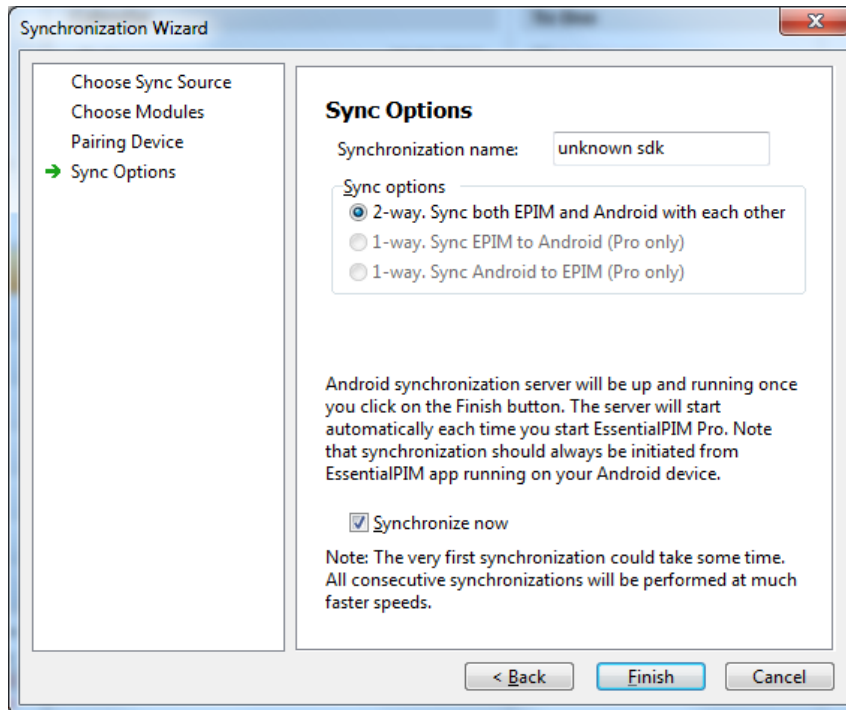 Synchronization Wizard
Choose Sync Source
Choose Modules
Pairing Device
Sync Options
Sync Options
Synchronization name:
unknown sdk
Sync options
2-way. Sync both EPIM and Android with each other
1-way. Sync EPIM to Android (Pro only)
1-way. Sync Android to EPIM (Pro only)
Android synchronization server will be up and running once
you click on the Finish button. The server will start
automatically each time you start EssentialPIM Pro. Note
that synchronization should always be initiated from
EssentialPIM app running on your Android device.
Synchronize now
Note: The very first synchronization could take some time.
All consecutive synchronizations will be performed at much
faster speeds.
< Back
Finish
Cancel